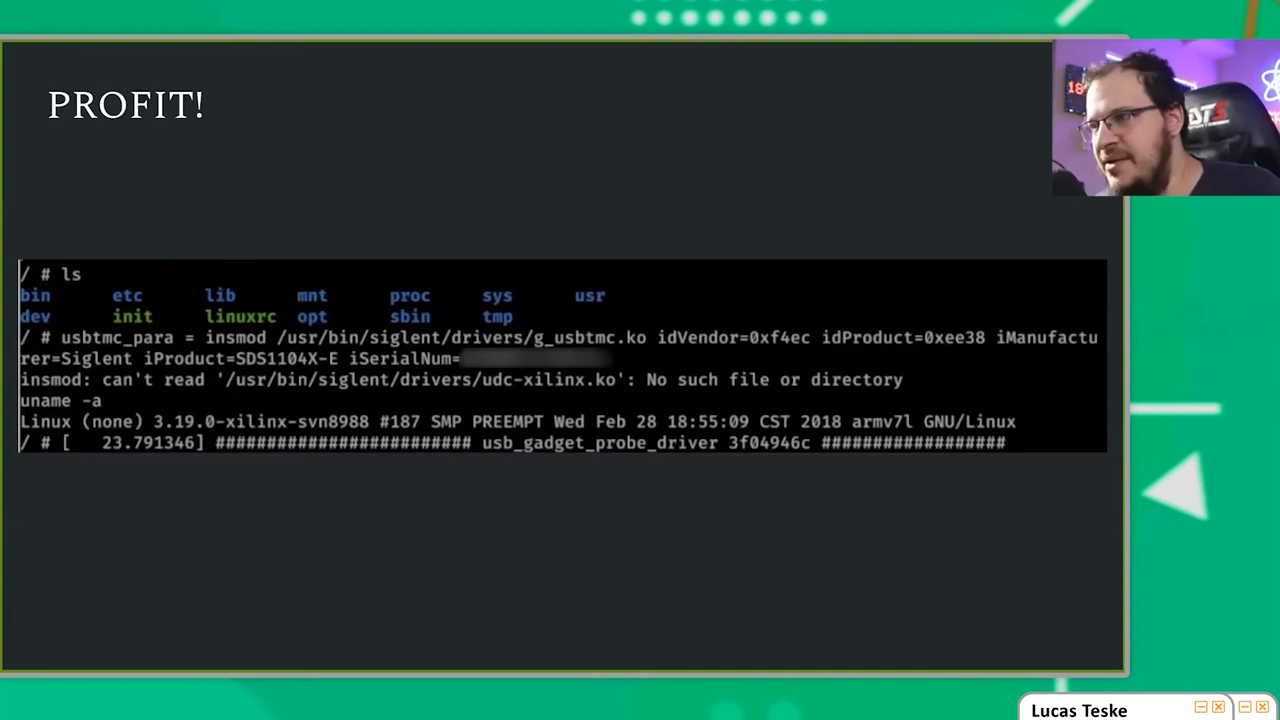 PROFIT!
/ # ls
bin etc lib mnt proc sys usr
dev init linuxrc opt sbin tmp
/ # usbtmc_para = insmod /usr/bin/siglent/drivers/g_usbtmc.ko idVendor=0xf4ec idProduct=0xee38 iManufactu
rer=Siglent iProduct=SDS1104X-E iSerialNum=
insmod: can't read '/usr/bin/siglent/drivers/udc-xilinx.ko': No such file or directory
uname -a
Linux (none) 3.19.0-xilinx-svn8988 #187 SMP PREEMPT Wed Feb 28 18:55:09 CST 2018 armv7l GNU/Linux
/ # [ 23.791346] ######################### usb_gadget_probe_driver 3f04946c ##################
Lucas Teske